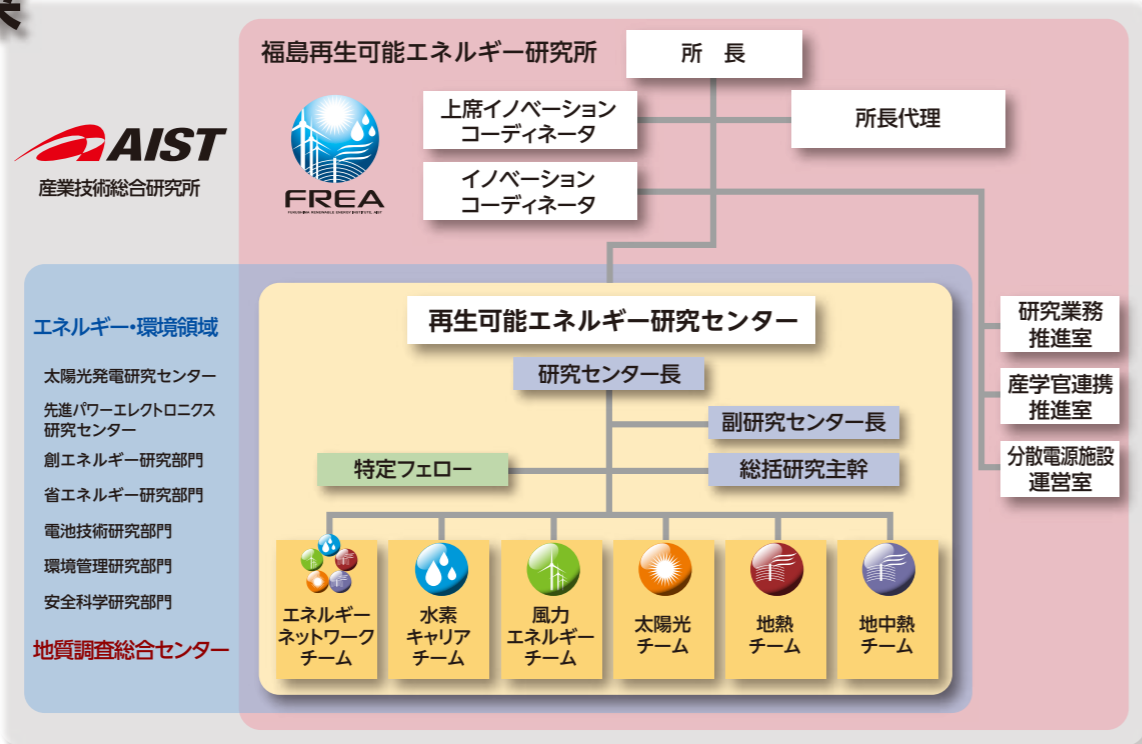 福島再生可能エネルギー研究所
所 長
上席イノベーション
コーディネータ
所長代理
AIST
産業技術総合研究所
FREA
イノベーション
コーディネータ
エネルギー・環境領域
太陽光発電研究センター
先進パワーエレクトロニクス
研究センター
創エネルギー研究部門
省エネルギー研究部門
電池技術研究部門
環境管理研究部門
安全科学研究部門
地質調査総合センター
再生可能エネルギー研究センター
研究センター長
副研究センター長
特定フェロー
総括研究主幹
エネルギー
ネットワーク
チーム
水素
キャリア
チーム
風力
エネルギー
チーム
太陽光
チーム
地熱
チーム
地中熱
チーム
研究業務
推進室
産学官連携
推進室
分散電源施設
運営室